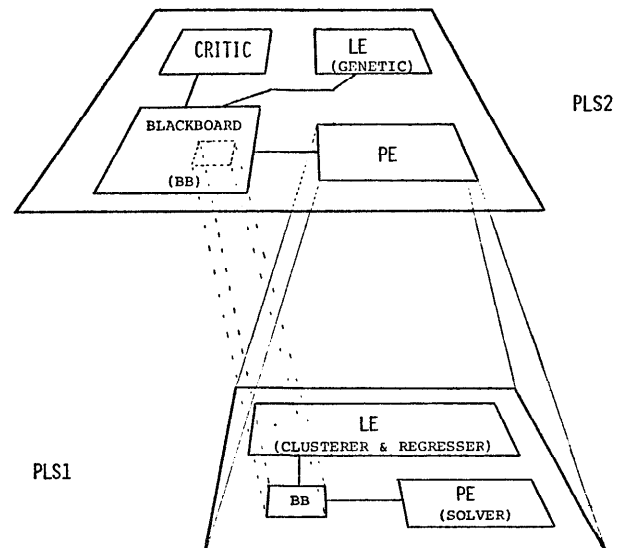 CRITIC
LE
(GENETIC)
PLS2
BLACKBOARD
(BB)
PE
LE
(CLUSTERER & REGRESSER)
PLS1
BB
PE
(SOLVER)